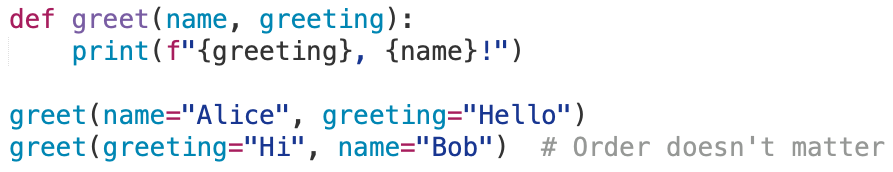 def greet(name, greeting):
    print(f"{greeting}, {name}!")

greet(name="Alice", greeting="Hello")
greet(greeting="Hi", name="Bob")  # Order doesn't matter